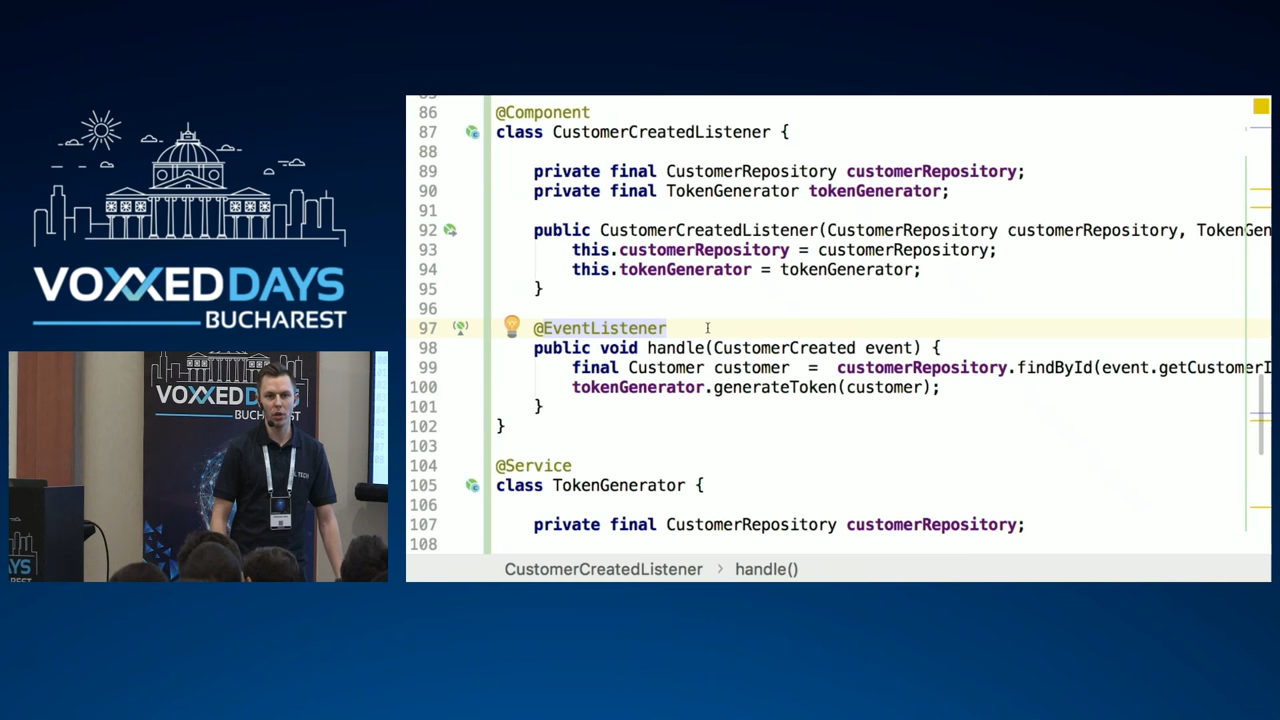 VOXXED DAYS
BUCHAREST
VOXXED D
BUCHAREST
TECH
86 @Component
87 class CustomerCreatedListener {
88
89 private final CustomerRepository customerRepository;
90 private final TokenGenerator tokenGenerator;
91
92 public CustomerCreatedListener(CustomerRepository customerRepository, TokenGen
93 this.customerRepository = customerRepository;
94 this.tokenGenerator = tokenGenerator;
95 }
96
97 @EventListener
98 public void handle(CustomerCreated event) {
99 final Customer customer = customerRepository.findById(event.getCustomerI
100 tokenGenerator.generateToken(customer);
101 }
102 }
103
104 @Service
105 class TokenGenerator {
106
107 private final CustomerRepository customerRepository;
108
CustomerCreatedListener > handle()